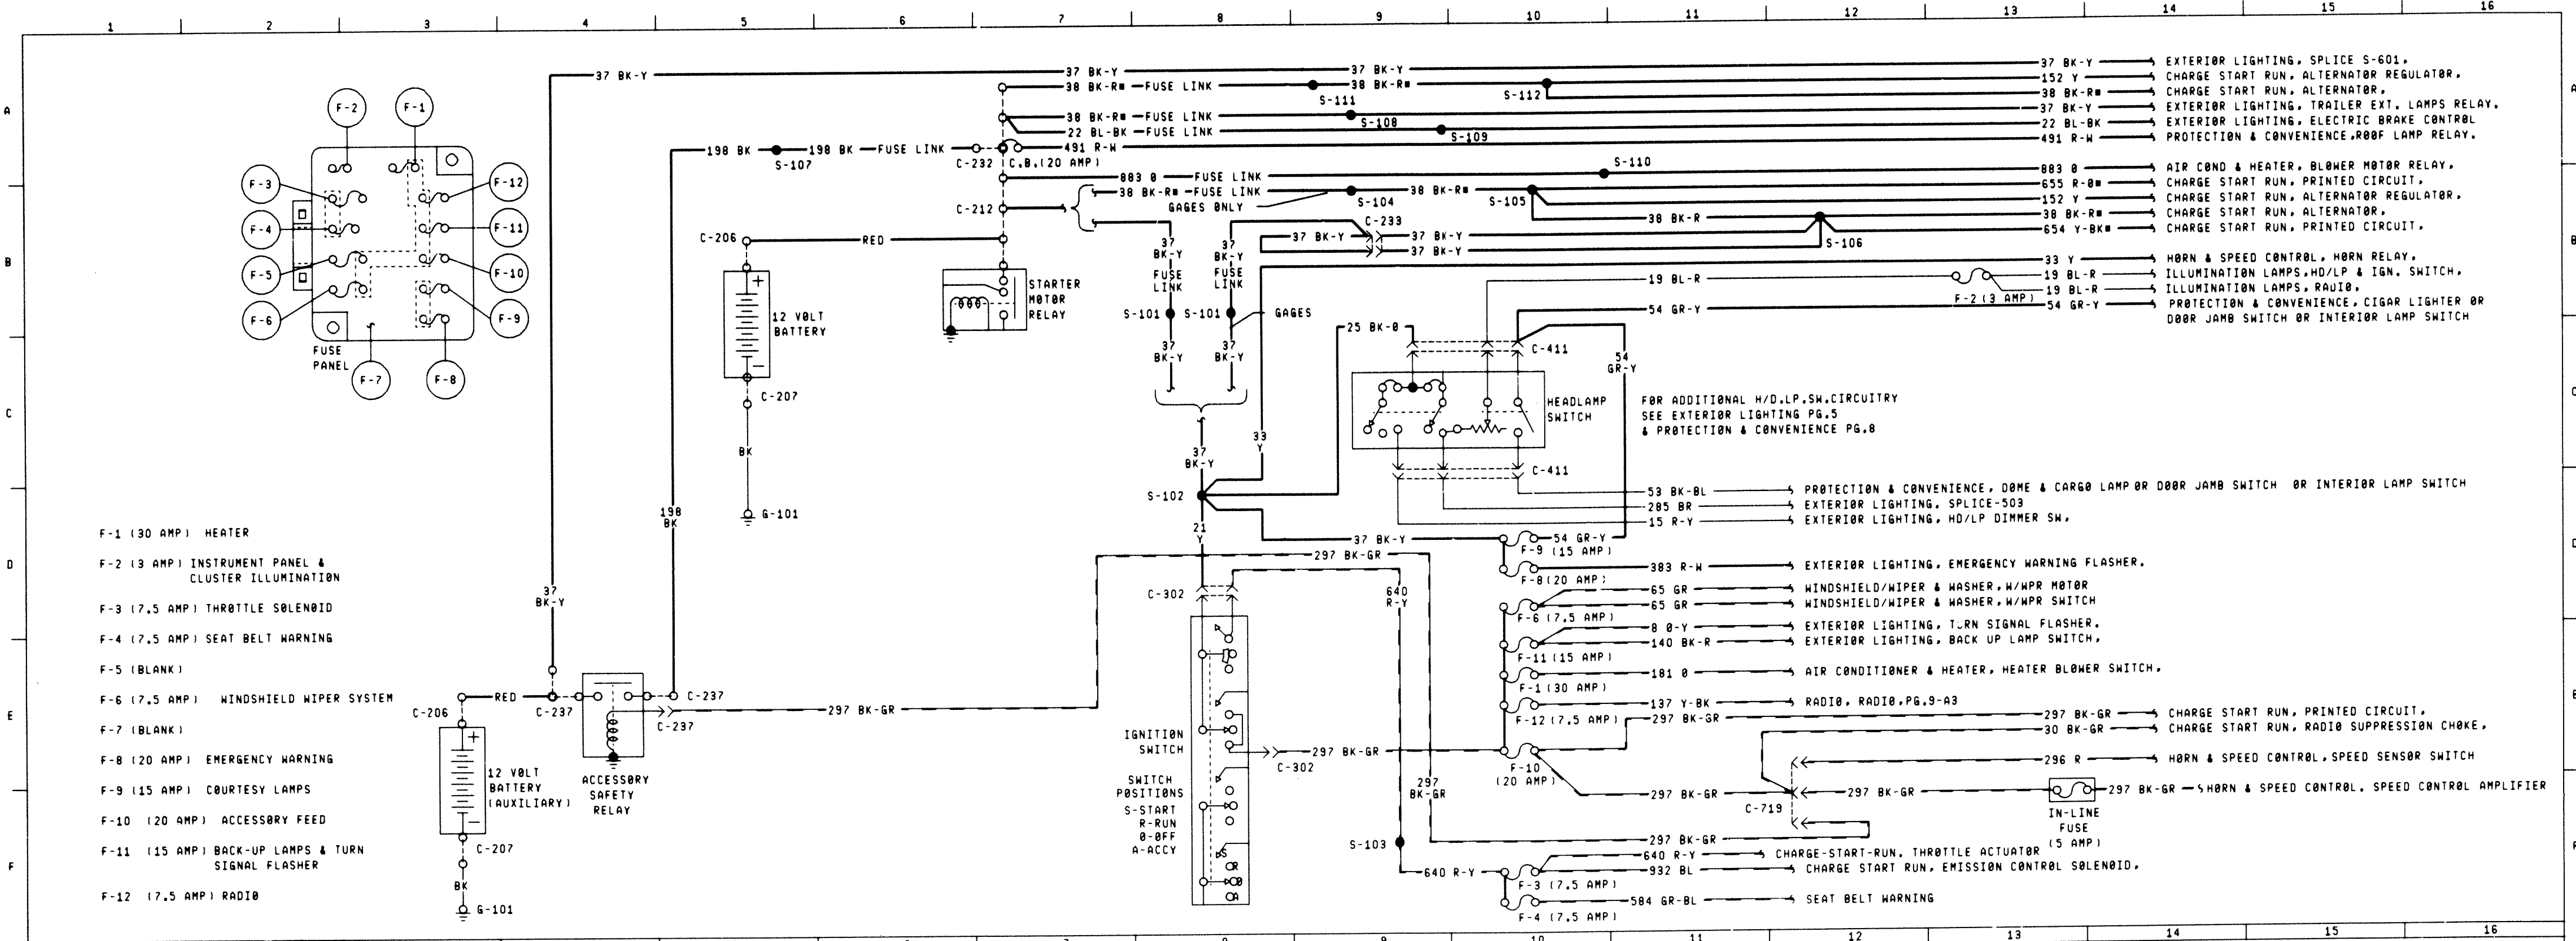 1 2 3 4 5 6 7 8 9 10 11 12 13 14 15 16
A
B
C
D
E
F
F-2
F-1
F-3
F-12
F-4
F-11
F-5
F-10
F-6
F-9
F-7
F-8
FUSE
PANEL
37 BK-Y
37 BK-Y
37 BK-Y
37 BK-Y
EXTERIOR LIGHTING, SPLICE S-601.
38 BK-R■
FUSE LINK
S-111
38 BK-R■
S-112
152 Y
CHARGE START RUN, ALTERNATOR REGULATOR.
38 BK-R■
CHARGE START RUN, ALTERNATOR.
38 BK-R■
FUSE LINK
S-108
37 BK-Y
EXTERIOR LIGHTING, TRAILER EXT. LAMPS RELAY.
22 BL-BK
FUSE LINK
S-109
22 BL-BK
EXTERIOR LIGHTING, ELECTRIC BRAKE CONTROL
198 BK
S-107
198 BK
FUSE LINK
C-232
C.B.(20 AMP)
491 R-W
491 R-W
PROTECTION & CONVENIENCE,ROOF LAMP RELAY.
S-110
883 O
FUSE LINK
883 O
AIR COND & HEATER, BLOWER MOTOR RELAY.
38 BK-R■
FUSE LINK
GAGES ONLY
S-104
38 BK-R■
S-105
655 R-O■
CHARGE START RUN, PRINTED CIRCUIT.
152 Y
CHARGE START RUN, ALTERNATOR REGULATOR.
C-212
38 BK-R
38 BK-R■
CHARGE START RUN, ALTERNATOR.
C-233
37 BK-Y
37 BK-Y
37 BK-Y
S-106
654 Y-BK■
CHARGE START RUN, PRINTED CIRCUIT.
C-206
RED
37
BK-Y
FUSE
LINK
37
BK-Y
FUSE
LINK
33 Y
HORN & SPEED CONTROL, HORN RELAY.
19 BL-R
F-2 (3 AMP)
19 BL-R
ILLUMINATION LAMPS,HD/LP & IGN. SWITCH.
19 BL-R
ILLUMINATION LAMPS, RADIO.
STARTER
MOTOR
RELAY
12 VOLT
BATTERY
S-101
S-101
GAGES
54 GR-Y
54 GR-Y
PROTECTION & CONVENIENCE, CIGAR LIGHTER OR
DOOR JAMB SWITCH OR INTERIOR LAMP SWITCH
25 BK-O
C-411
54
GR-Y
37
BK-Y
37
BK-Y
C-207
BK
HEADLAMP
SWITCH
FOR ADDITIONAL H/D.LP.SW.CIRCUITRY
SEE EXTERIOR LIGHTING PG.5
& PROTECTION & CONVENIENCE PG.8
33
Y
37
BK-Y
C-411
S-102
53 BK-BL
PROTECTION & CONVENIENCE, DOME & CARGO LAMP OR DOOR JAMB SWITCH OR INTERIOR LAMP SWITCH
285 BR
EXTERIOR LIGHTING, SPLICE-503
15 R-Y
EXTERIOR LIGHTING, HD/LP DIMMER SW.
G-101
198
BK
21
Y
37 BK-Y
54 GR-Y
F-9 (15 AMP)
297 BK-GR
383 R-W
EXTERIOR LIGHTING, EMERGENCY WARNING FLASHER.
F-8(20 AMP)
F-1 (30 AMP) HEATER
F-2 (3 AMP) INSTRUMENT PANEL &
CLUSTER ILLUMINATION
F-3 (7.5 AMP) THROTTLE SOLENOID
F-4 (7.5 AMP) SEAT BELT WARNING
F-5 (BLANK)
F-6 (7.5 AMP) WINDSHIELD WIPER SYSTEM
F-7 (BLANK)
F-8 (20 AMP) EMERGENCY WARNING
F-9 (15 AMP) COURTESY LAMPS
F-10 (20 AMP) ACCESSORY FEED
F-11 (15 AMP) BACK-UP LAMPS & TURN
SIGNAL FLASHER
F-12 (7.5 AMP) RADIO
37
BK-Y
C-302
640
R-Y
65 GR
WINDSHIELD/WIPER & WASHER, W/WPR MOTOR
65 GR
WINDSHIELD/WIPER & WASHER, W/WPR SWITCH
F-6 (7.5 AMP)
8 O-Y
EXTERIOR LIGHTING, TURN SIGNAL FLASHER.
140 BK-R
EXTERIOR LIGHTING, BACK UP LAMP SWITCH.
F-11 (15 AMP)
181 O
AIR CONDITIONER & HEATER, HEATER BLOWER SWITCH.
F-1 (30 AMP)
137 Y-BK
RADIO, RADIO,PG.9-A3
F-12 (7.5 AMP)
C-206
RED
C-237
C-237
C-237
297 BK-GR
297 BK-GR
297 BK-GR
CHARGE START RUN, PRINTED CIRCUIT.
30 BK-GR
CHARGE START RUN, RADIO SUPPRESSION CHOKE.
IGNITION
SWITCH
C-302
297 BK-GR
F-10
(20 AMP)
296 R
HORN & SPEED CONTROL, SPEED SENSOR SWITCH
12 VOLT
BATTERY
(AUXILIARY)
ACCESSORY
SAFETY
RELAY
SWITCH
POSITIONS
S-START
R-RUN
O-OFF
A-ACCY
S
R
O
A
297
BK-GR
297 BK-GR
C-719
297 BK-GR
IN-LINE
FUSE
(5 AMP)
297 BK-GR
HORN & SPEED CONTROL, SPEED CONTROL AMPLIFIER
S-103
297 BK-GR
C-207
BK
G-101
640 R-Y
640 R-Y
CHARGE-START-RUN, THROTTLE ACTUATOR
932 BL
CHARGE START RUN, EMISSION CONTROL SOLENOID.
F-3 (7.5 AMP)
584 GR-BL
SEAT BELT WARNING
F-4 (7.5 AMP)
11 12 13 14 15 16